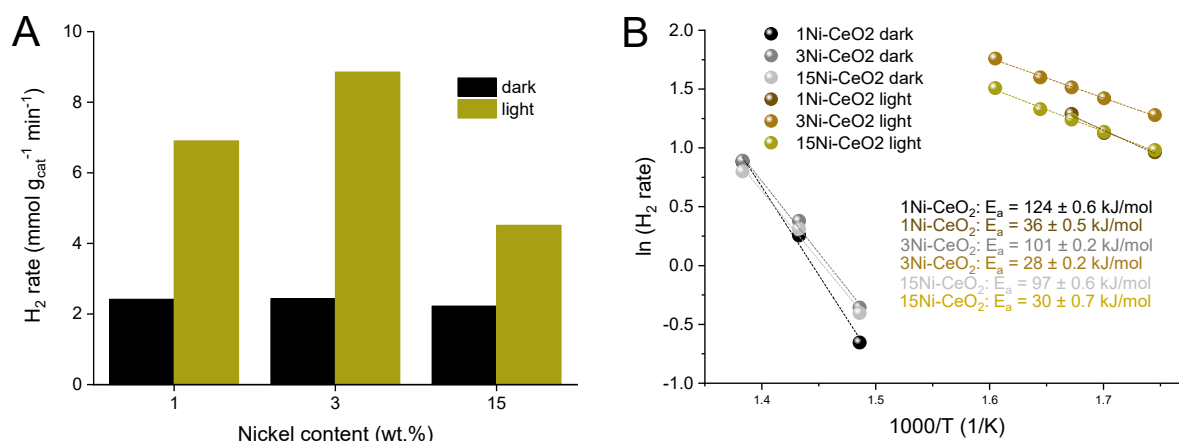 A
10
8
6
4
2
0
H₂ rate (mmol g_cat⁻¹ min⁻¹)
dark
light
1
3
15
Nickel content (wt.%)
B
2.0
1.5
1.0
0.5
0.0
-0.5
-1.0
ln (H₂ rate)
1Ni-CeO2 dark
3Ni-CeO2 dark
15Ni-CeO2 dark
1Ni-CeO2 light
3Ni-CeO2 light
15Ni-CeO2 light
1Ni-CeO₂: Eₐ = 124 ± 0.6 kJ/mol
1Ni-CeO₂: Eₐ = 36 ± 0.5 kJ/mol
3Ni-CeO₂: Eₐ = 101 ± 0.2 kJ/mol
3Ni-CeO₂: Eₐ = 28 ± 0.2 kJ/mol
15Ni-CeO₂: Eₐ = 97 ± 0.6 kJ/mol
15Ni-CeO₂: Eₐ = 30 ± 0.7 kJ/mol
1.4
1.5
1.6
1.7
1000/T (1/K)